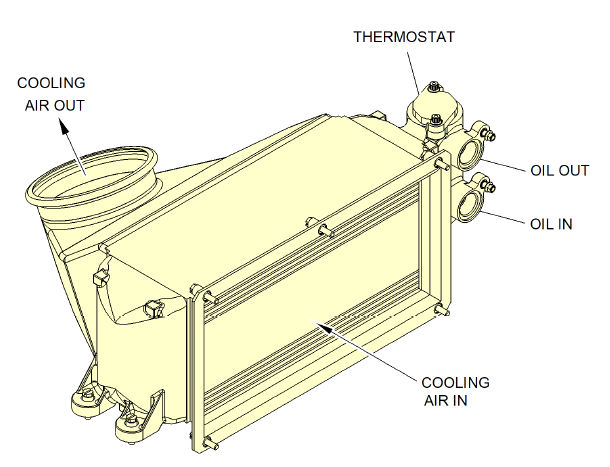 THERMOSTAT
COOLING
AIR OUT
OIL OUT
OIL IN
COOLING
AIR IN